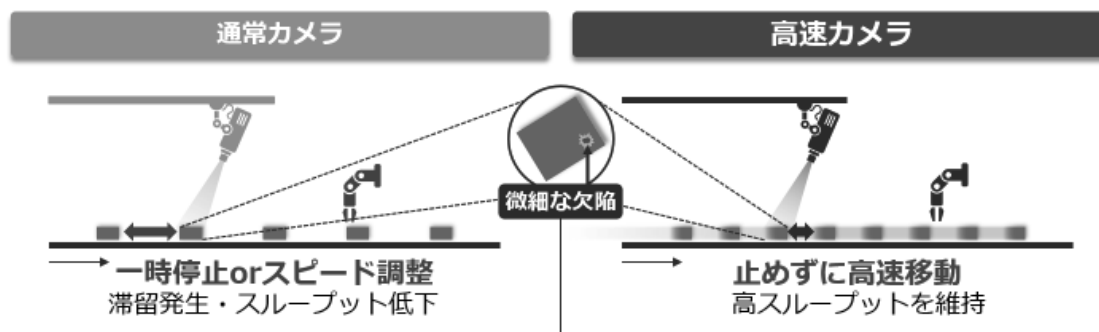 通常カメラ
高速カメラ
微細な欠陥
一時停止orスピード調整
滞留発生・スループット低下
止めずに高速移動
高スループットを維持